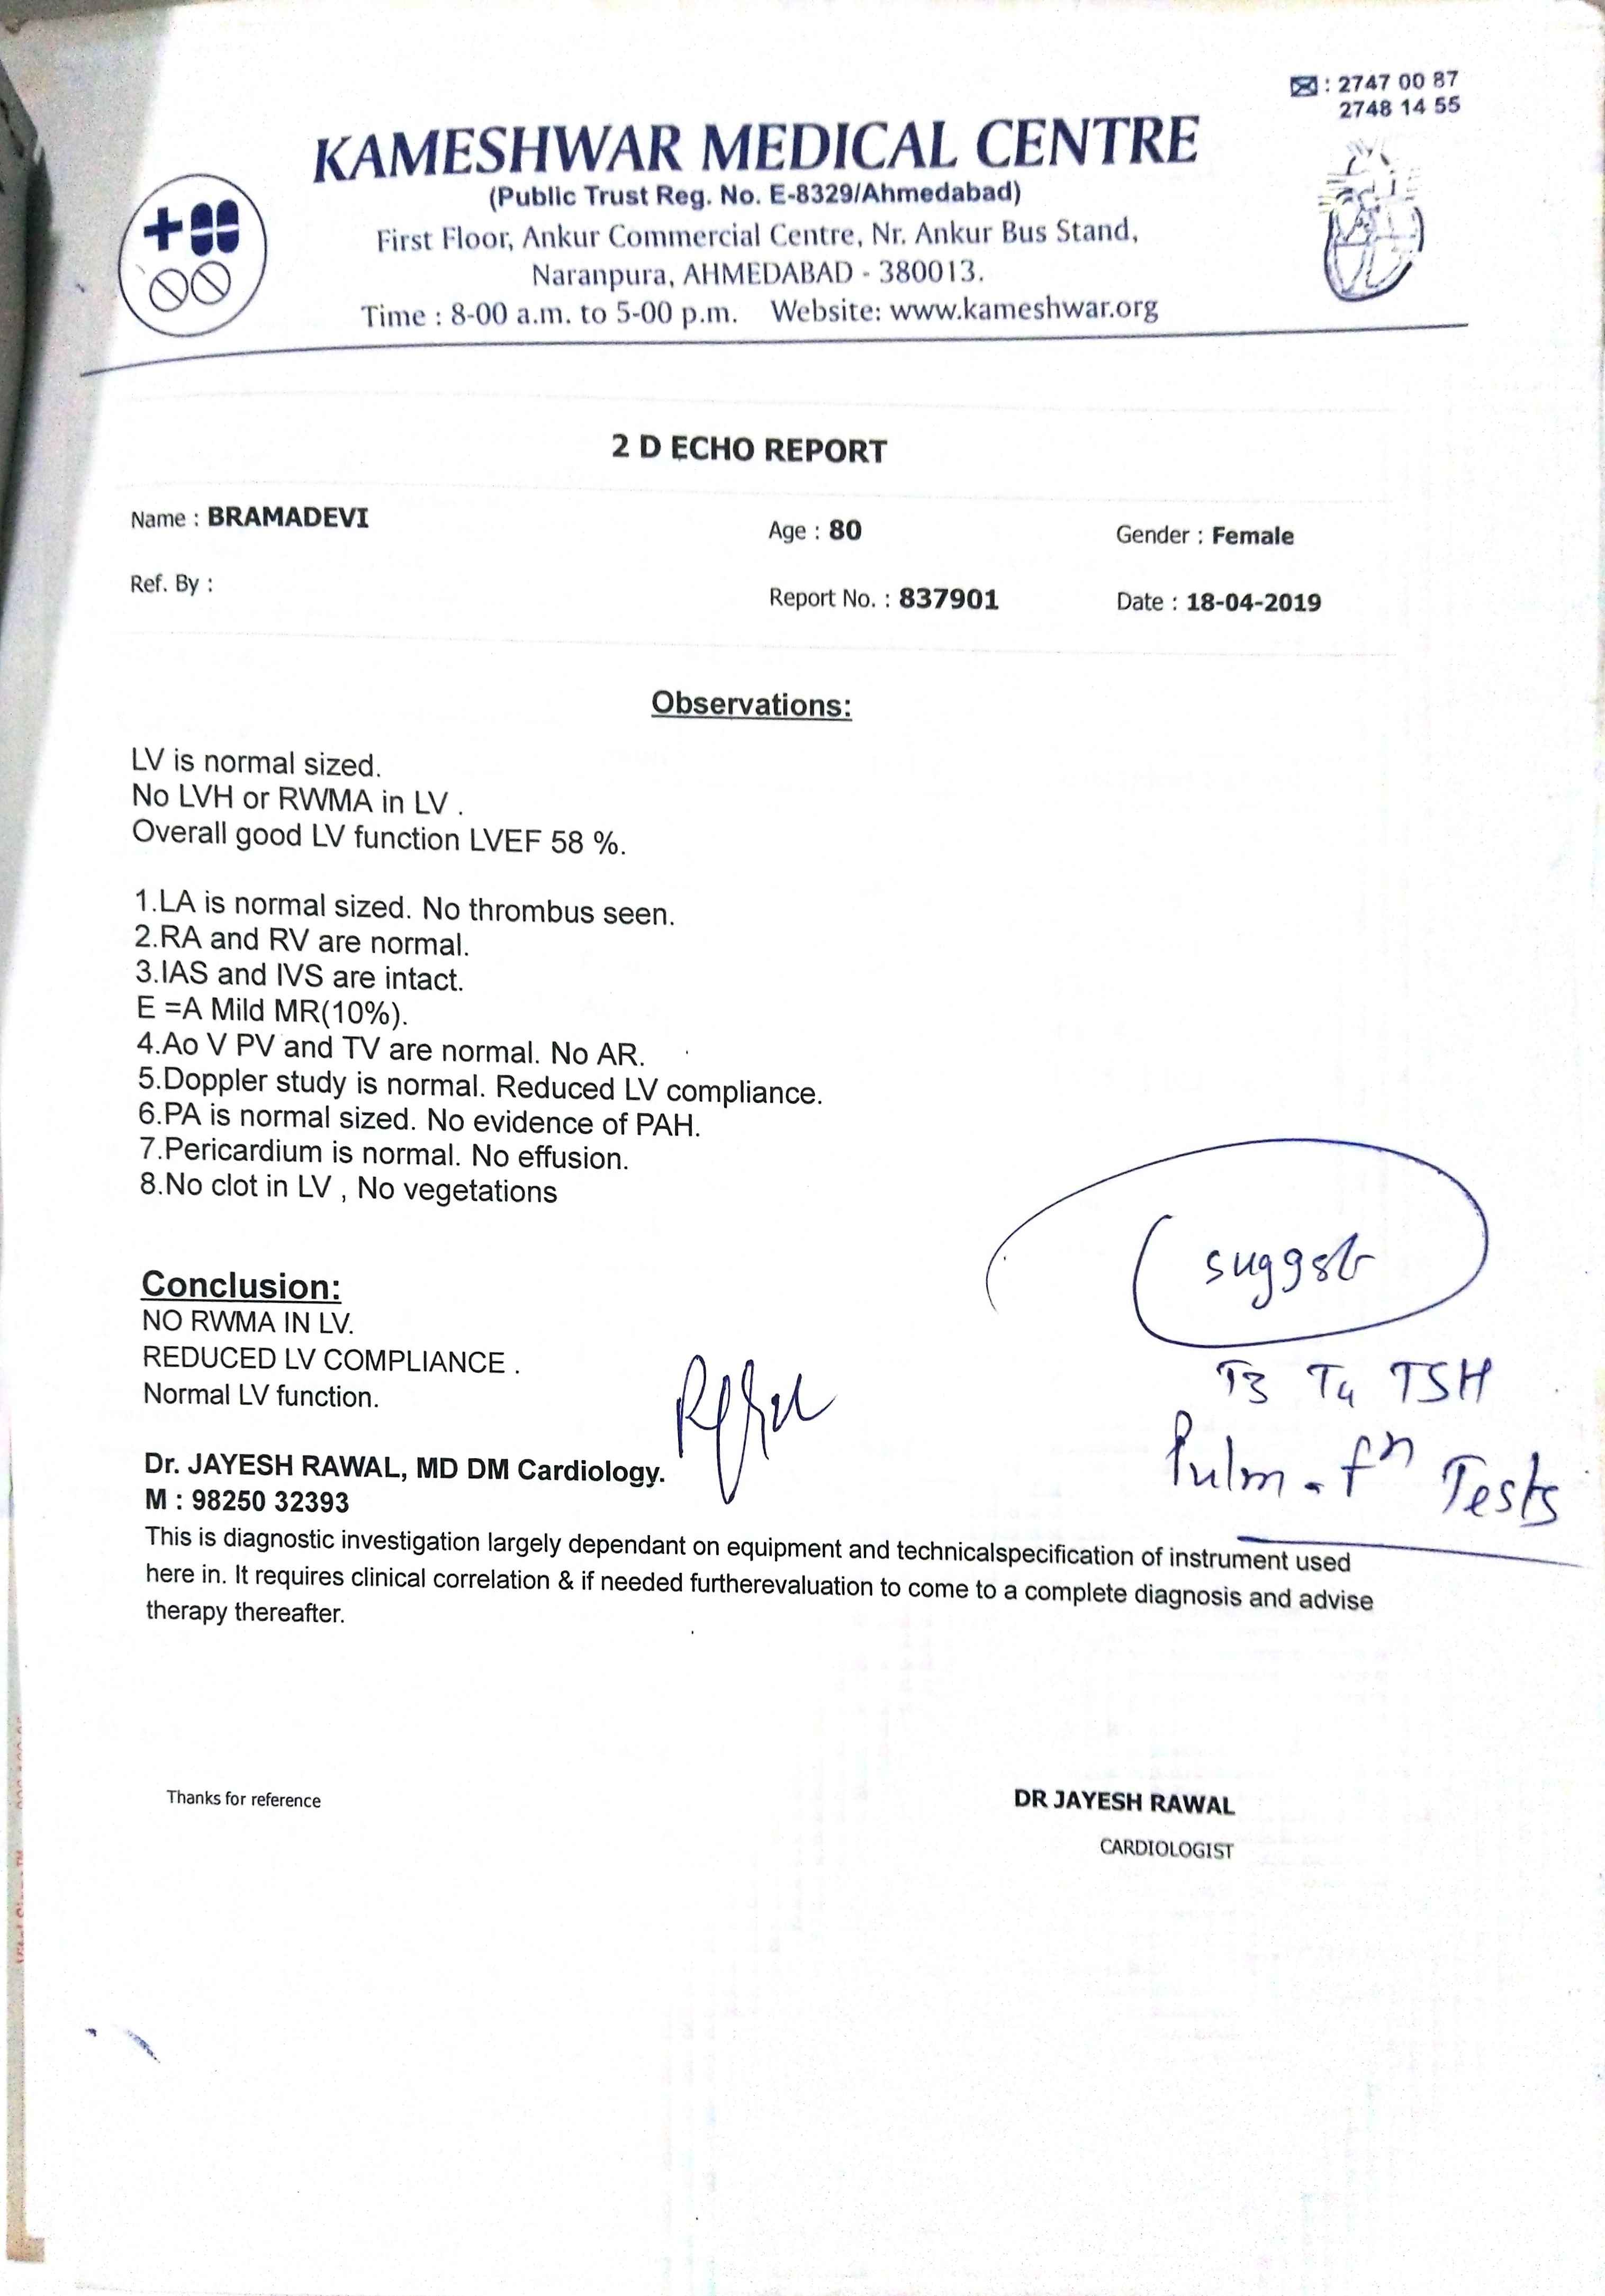 : 2747 00 87
2748 14 55
KAMESHWAR MEDICAL CENTRE
(Public Trust Reg. No. E-8329/Ahmedabad)
First Floor, Ankur Commercial Centre, Nr. Ankur Bus Stand,
Naranpura, AHMEDABAD - 380013.
Time : 8-00 a.m. to 5-00 p.m. Website: www.kameshwar.org
2 D ECHO REPORT
Name : BRAMADEVI Age : 80 Gender : Female
Ref. By : Report No. : 837901 Date : 18-04-2019
Observations:
LV is normal sized.
No LVH or RWMA in LV .
Overall good LV function LVEF 58 %.
1.LA is normal sized. No thrombus seen.
2.RA and RV are normal.
3.IAS and IVS are intact.
E =A Mild MR(10%).
4.Ao V PV and TV are normal. No AR.
5.Doppler study is normal. Reduced LV compliance.
6.PA is normal sized. No evidence of PAH.
7.Pericardium is normal. No effusion.
8.No clot in LV , No vegetations
suggest
Conclusion:
NO RWMA IN LV.
REDUCED LV COMPLIANCE .
Normal LV function.
T3 T4 TSH
Pulm. fn Tests
Dr. JAYESH RAWAL, MD DM Cardiology.
M : 98250 32393
This is diagnostic investigation largely dependant on equipment and technicalspecification of instrument used
here in. It requires clinical correlation & if needed furtherevaluation to come to a complete diagnosis and advise
therapy thereafter.
Thanks for reference
DR JAYESH RAWAL
CARDIOLOGIST